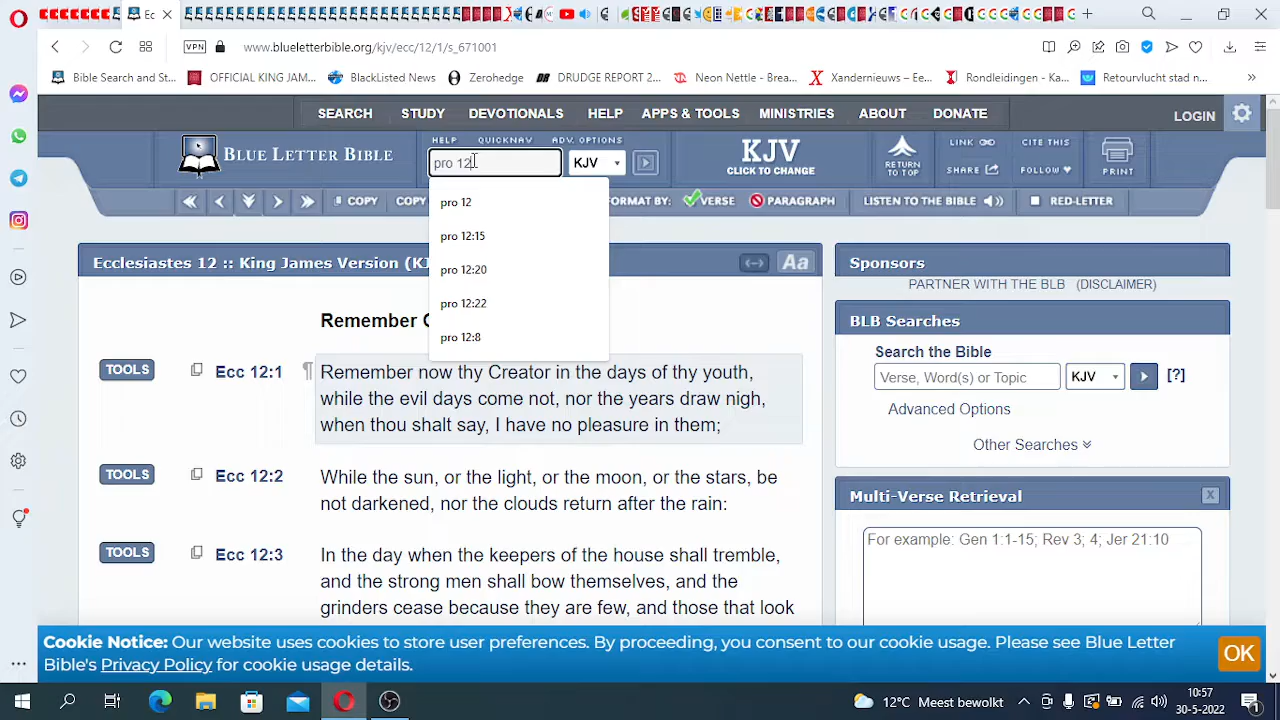 Ec
www.blueletterbible.org/kjv/ecc/12/1/s_671001
VPN
Bible Search and St...
OFFICIAL KING JAM...
BlackListed News
Zerohedge
DRUDGE REPORT 2...
Neon Nettle - Brea...
Xandernieuws – Ee...
Rondleidingen - Ka...
Retourvlucht stad n...
SEARCH STUDY DEVOTIONALS HELP APPS & TOOLS MINISTRIES ABOUT DONATE LOGIN
BLUE LETTER BIBLE
HELP QUICKNAV ADV. OPTIONS
pro 12
KJV
KJV
CLICK TO CHANGE
RETURN
TO TOP
LINK
CITE THIS
SHARE
FOLLOW
PRINT
COPY
COPY
FORMAT BY: VERSE PARAGRAPH
LISTEN TO THE BIBLE
RED-LETTER
pro 12
pro 12:15
pro 12:20
pro 12:22
pro 12:8
Ecclesiastes 12 :: King James Version (K
Aa
Remember
TOOLS
Ecc 12:1
¶ Remember now thy Creator in the days of thy youth,
while the evil days come not, nor the years draw nigh,
when thou shalt say, I have no pleasure in them;
TOOLS
Ecc 12:2
While the sun, or the light, or the moon, or the stars, be
not darkened, nor the clouds return after the rain:
TOOLS
Ecc 12:3
In the day when the keepers of the house shall tremble,
and the strong men shall bow themselves, and the
grinders cease because they are few, and those that look
Sponsors
PARTNER WITH THE BLB (DISCLAIMER)
BLB Searches
Search the Bible
Verse, Word(s) or Topic
KJV
[?]
Advanced Options
Other Searches
Multi-Verse Retrieval
X
For example: Gen 1:1-15; Rev 3; 4; Jer 21:10
Cookie Notice: Our website uses cookies to store user preferences. By proceeding, you consent to our cookie usage. Please see Blue Letter
Bible's Privacy Policy for cookie usage details.
OK
12°C Meest bewolkt
10:57
30-5-2022